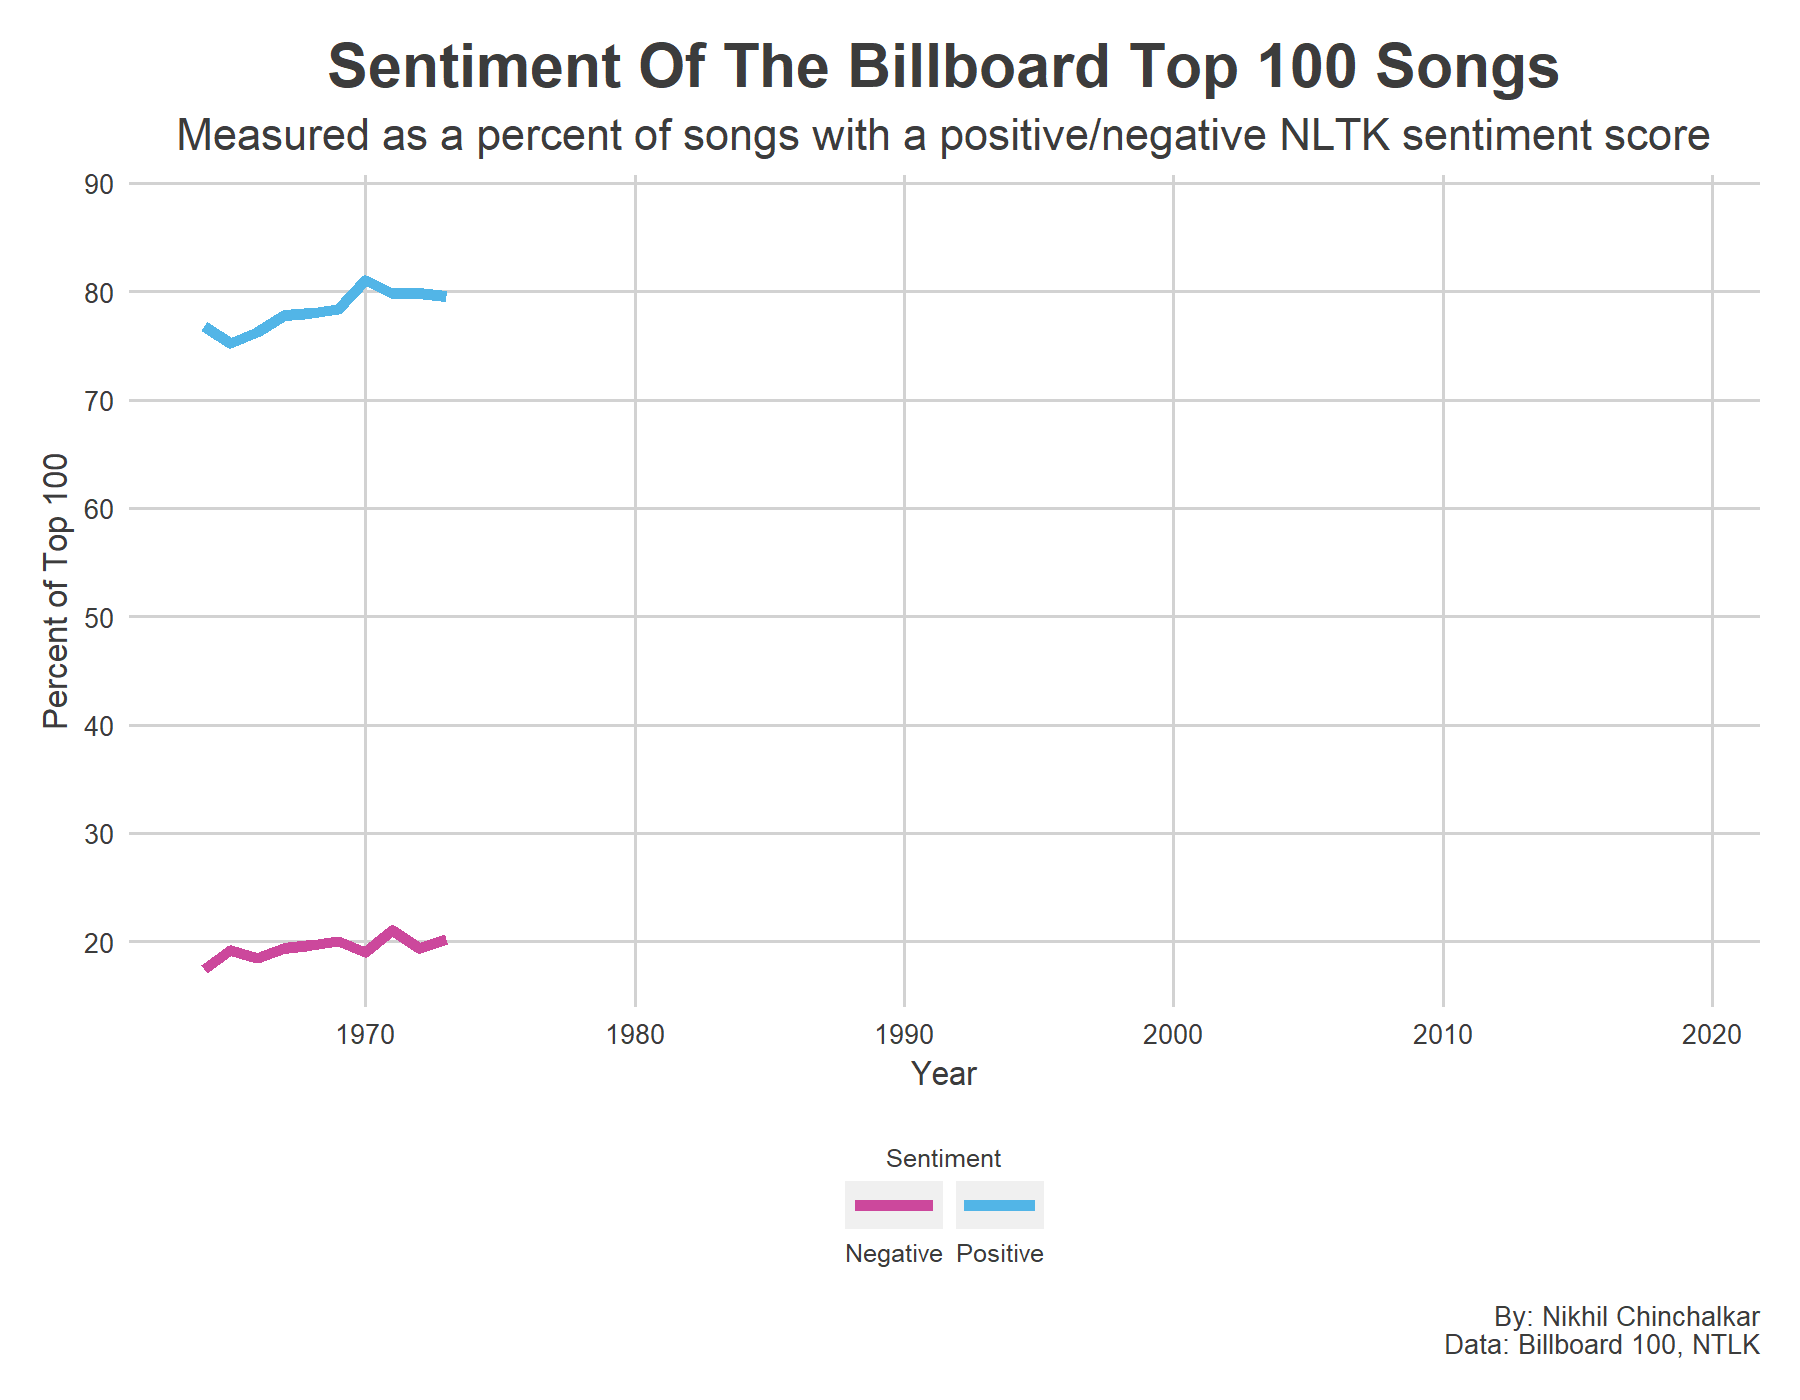 Sentiment Of The Billboard Top 100 Songs
Measured as a percent of songs with a positive/negative NLTK sentiment score
90
80
70
60
50
40
30
20
Percent of Top 100
1970 1980 1990 2000 2010 2020
Year
Sentiment
Negative Positive
By: Nikhil Chinchalkar
Data: Billboard 100, NTLK